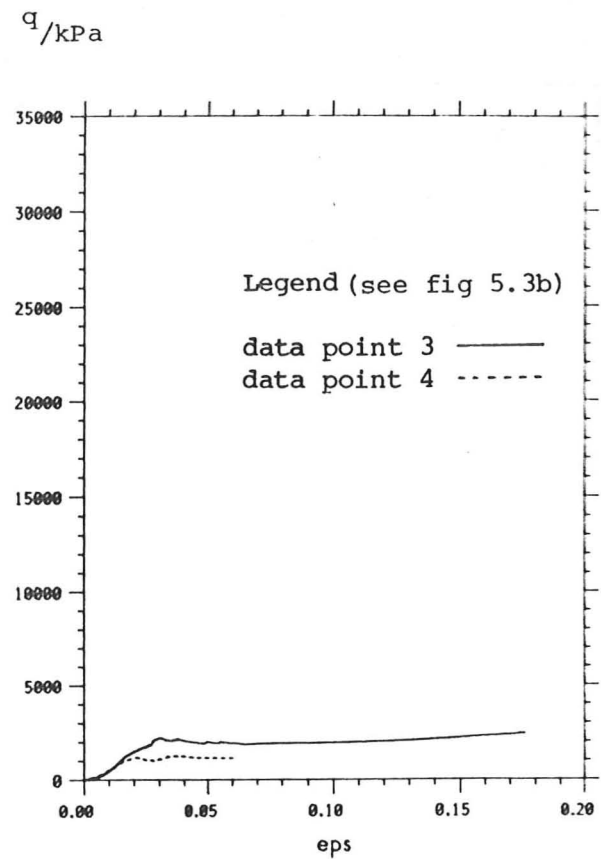 q/kPa
35000
30000
Legend (see fig 5.3b)
25000
data point 3
data point 4
20000
15000
10000
5000
0
0.00 0.05 0.10 0.15 0.20
eps